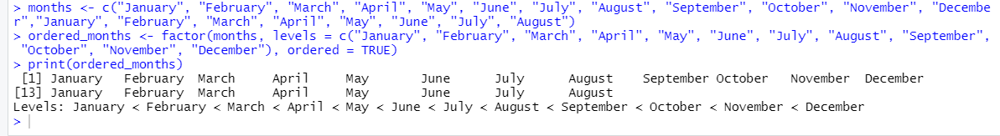 > months <- c("January", "February", "March", "April", "May", "June", "July", "August", "September", "October", "November", "Decembe
r","January", "February", "March", "April", "May", "June", "July", "August")
> ordered_months <- factor(months, levels = c("January", "February", "March", "April", "May", "June", "July", "August", "September",
 "October", "November", "December"), ordered = TRUE)
> print(ordered_months)
 [1] January   February  March     April     May       June      July      August    September October   November  December
[13] January   February  March     April     May       June      July      August
Levels: January < February < March < April < May < June < July < August < September < October < November < December
>